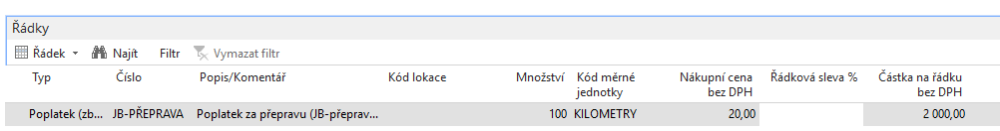 Řádky
Řádek Najít Filtr Vymazat filtr
Typ Číslo Popis/Komentář Kód lokace Množství Kód měrné jednotky Nákupní cena bez DPH Řádková sleva % Částka na řádku bez DPH
Poplatek (zb... JB-PŘEPRAVA Poplatek za přepravu (JB-přeprav... 100 KILOMETRY 20,00 2 000,00